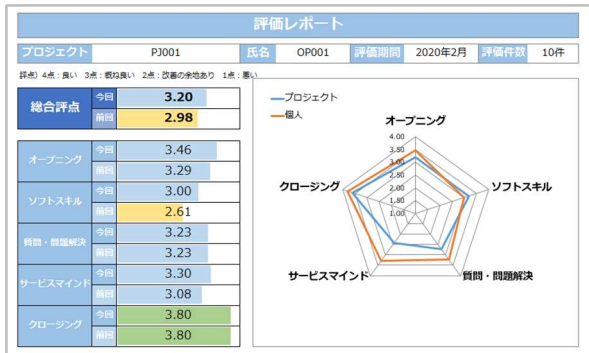 評価レポート
プロジェクト PJ001 氏名 OP001 評価期間 2020年2月 評価件数 10件
評点）4点：良い 3点：概ね良い 2点：改善の余地あり 1点：悪い
総合評点 今回 3.20
前回 2.98
オープニング 今回 3.46
前回 3.29
ソフトスキル 今回 3.00
前回 2.61
質問・問題解決 今回 3.23
前回 3.23
サービスマインド 今回 3.30
前回 3.08
クロージング 今回 3.80
前回 3.80
プロジェクト
個人
オープニング
4.00
3.50
3.00
2.50
2.00
1.50
1.00
クロージング
ソフトスキル
サービスマインド
質問・問題解決